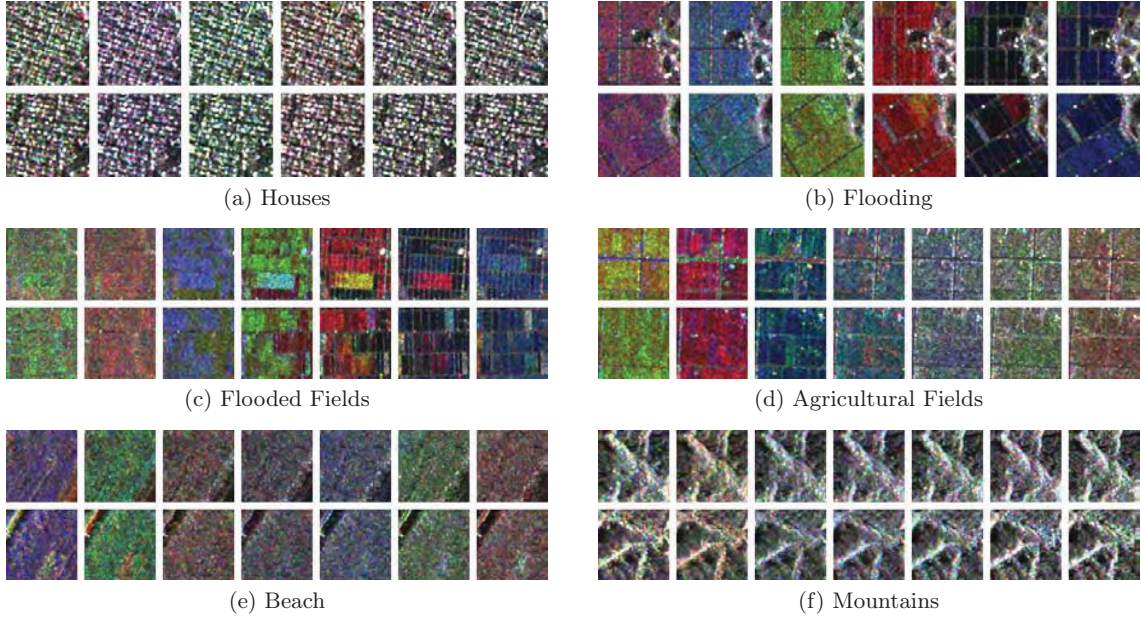 (a) Houses
(b) Flooding
(c) Flooded Fields
(d) Agricultural Fields
(e) Beach
(f) Mountains